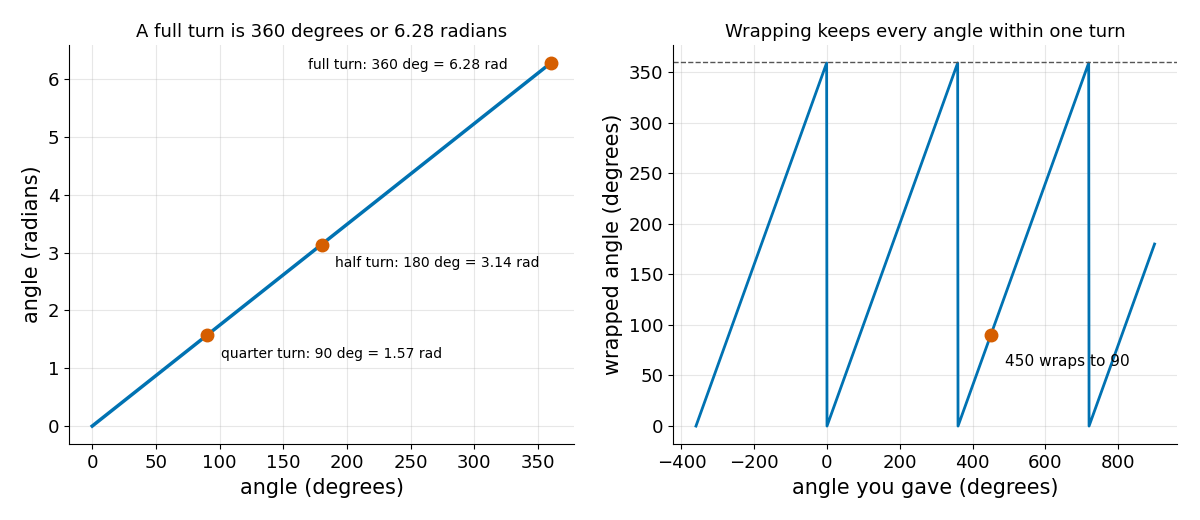 A full turn is 360 degrees or 6.28 radians
full turn: 360 deg = 6.28 rad
half turn: 180 deg = 3.14 rad
quarter turn: 90 deg = 1.57 rad
6
5
4
3
2
1
0
angle (radians)
0 50 100 150 200 250 300 350
angle (degrees)
Wrapping keeps every angle within one turn
350
300
250
200
150
100
50
0
wrapped angle (degrees)
450 wraps to 90
−400 −200 0 200 400 600 800
angle you gave (degrees)